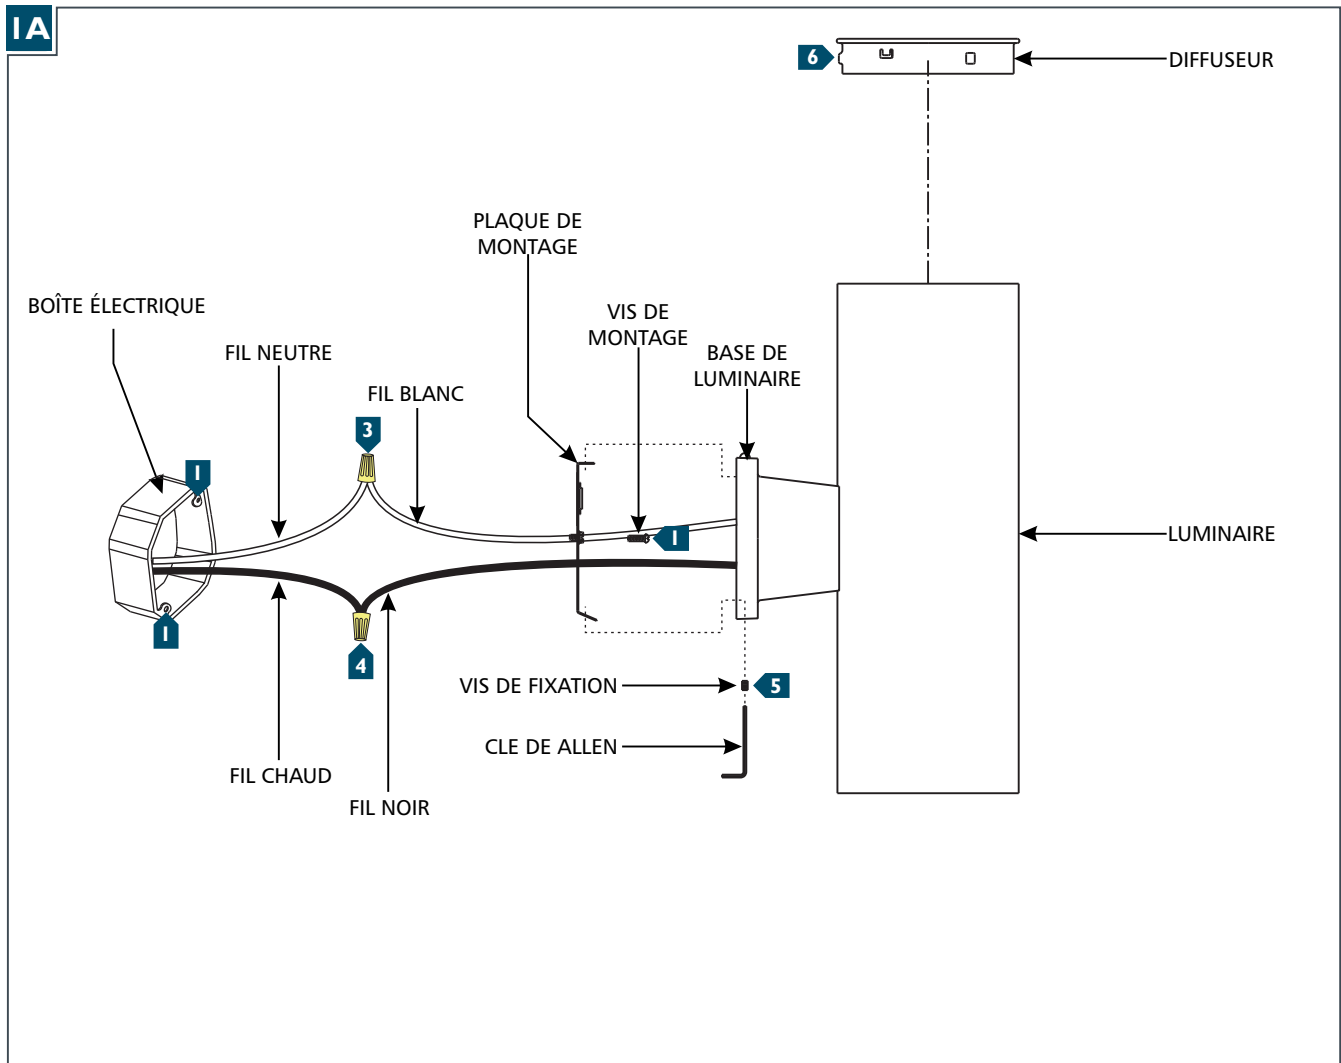 1A
6
DIFFUSEUR
PLAQUE DE
MONTAGE
BOÎTE ÉLECTRIQUE
VIS DE
MONTAGE
FIL NEUTRE
BASE DE
LUMINAIRE
FIL BLANC
3
1
1
LUMINAIRE
1
4
VIS DE FIXATION
5
CLE DE ALLEN
FIL CHAUD
FIL NOIR